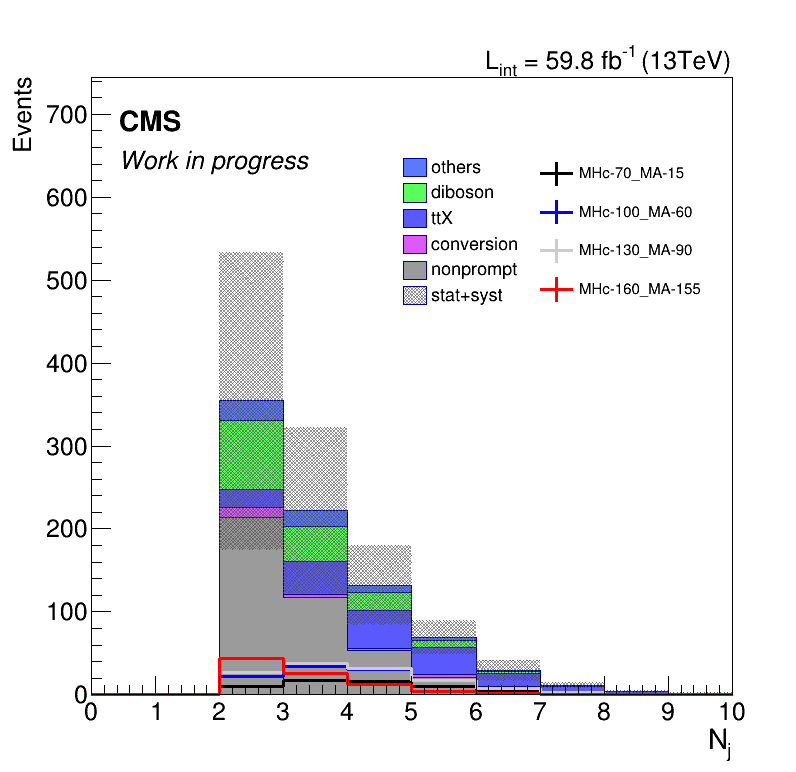 L_int = 59.8 fb^-1 (13TeV)
Events
CMS
Work in progress
others
diboson
ttX
conversion
nonprompt
stat+syst
MHc-70_MA-15
MHc-100_MA-60
MHc-130_MA-90
MHc-160_MA-155
700
600
500
400
300
200
100
0
0 1 2 3 4 5 6 7 8 9 10
N_j